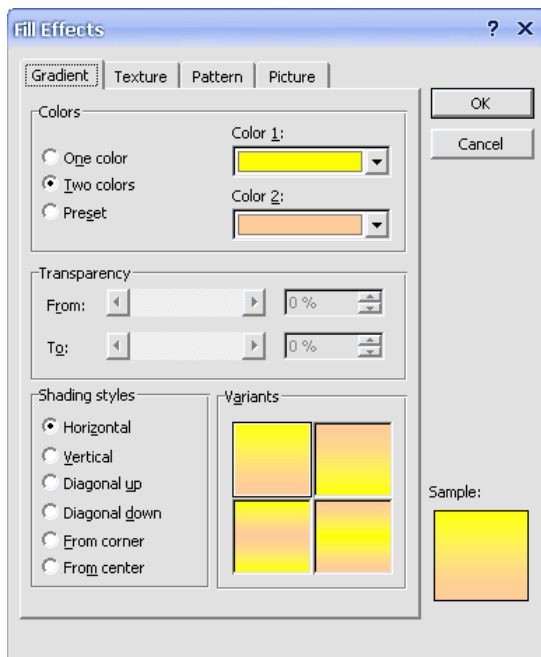 Fill Effects
Gradient Texture Pattern Picture
OK
Cancel
Colors
One color
Two colors
Preset
Color 1:
Color 2:
Transparency
From: 0 %
To: 0 %
Shading styles
Horizontal
Vertical
Diagonal up
Diagonal down
From corner
From center
Variants
Sample: